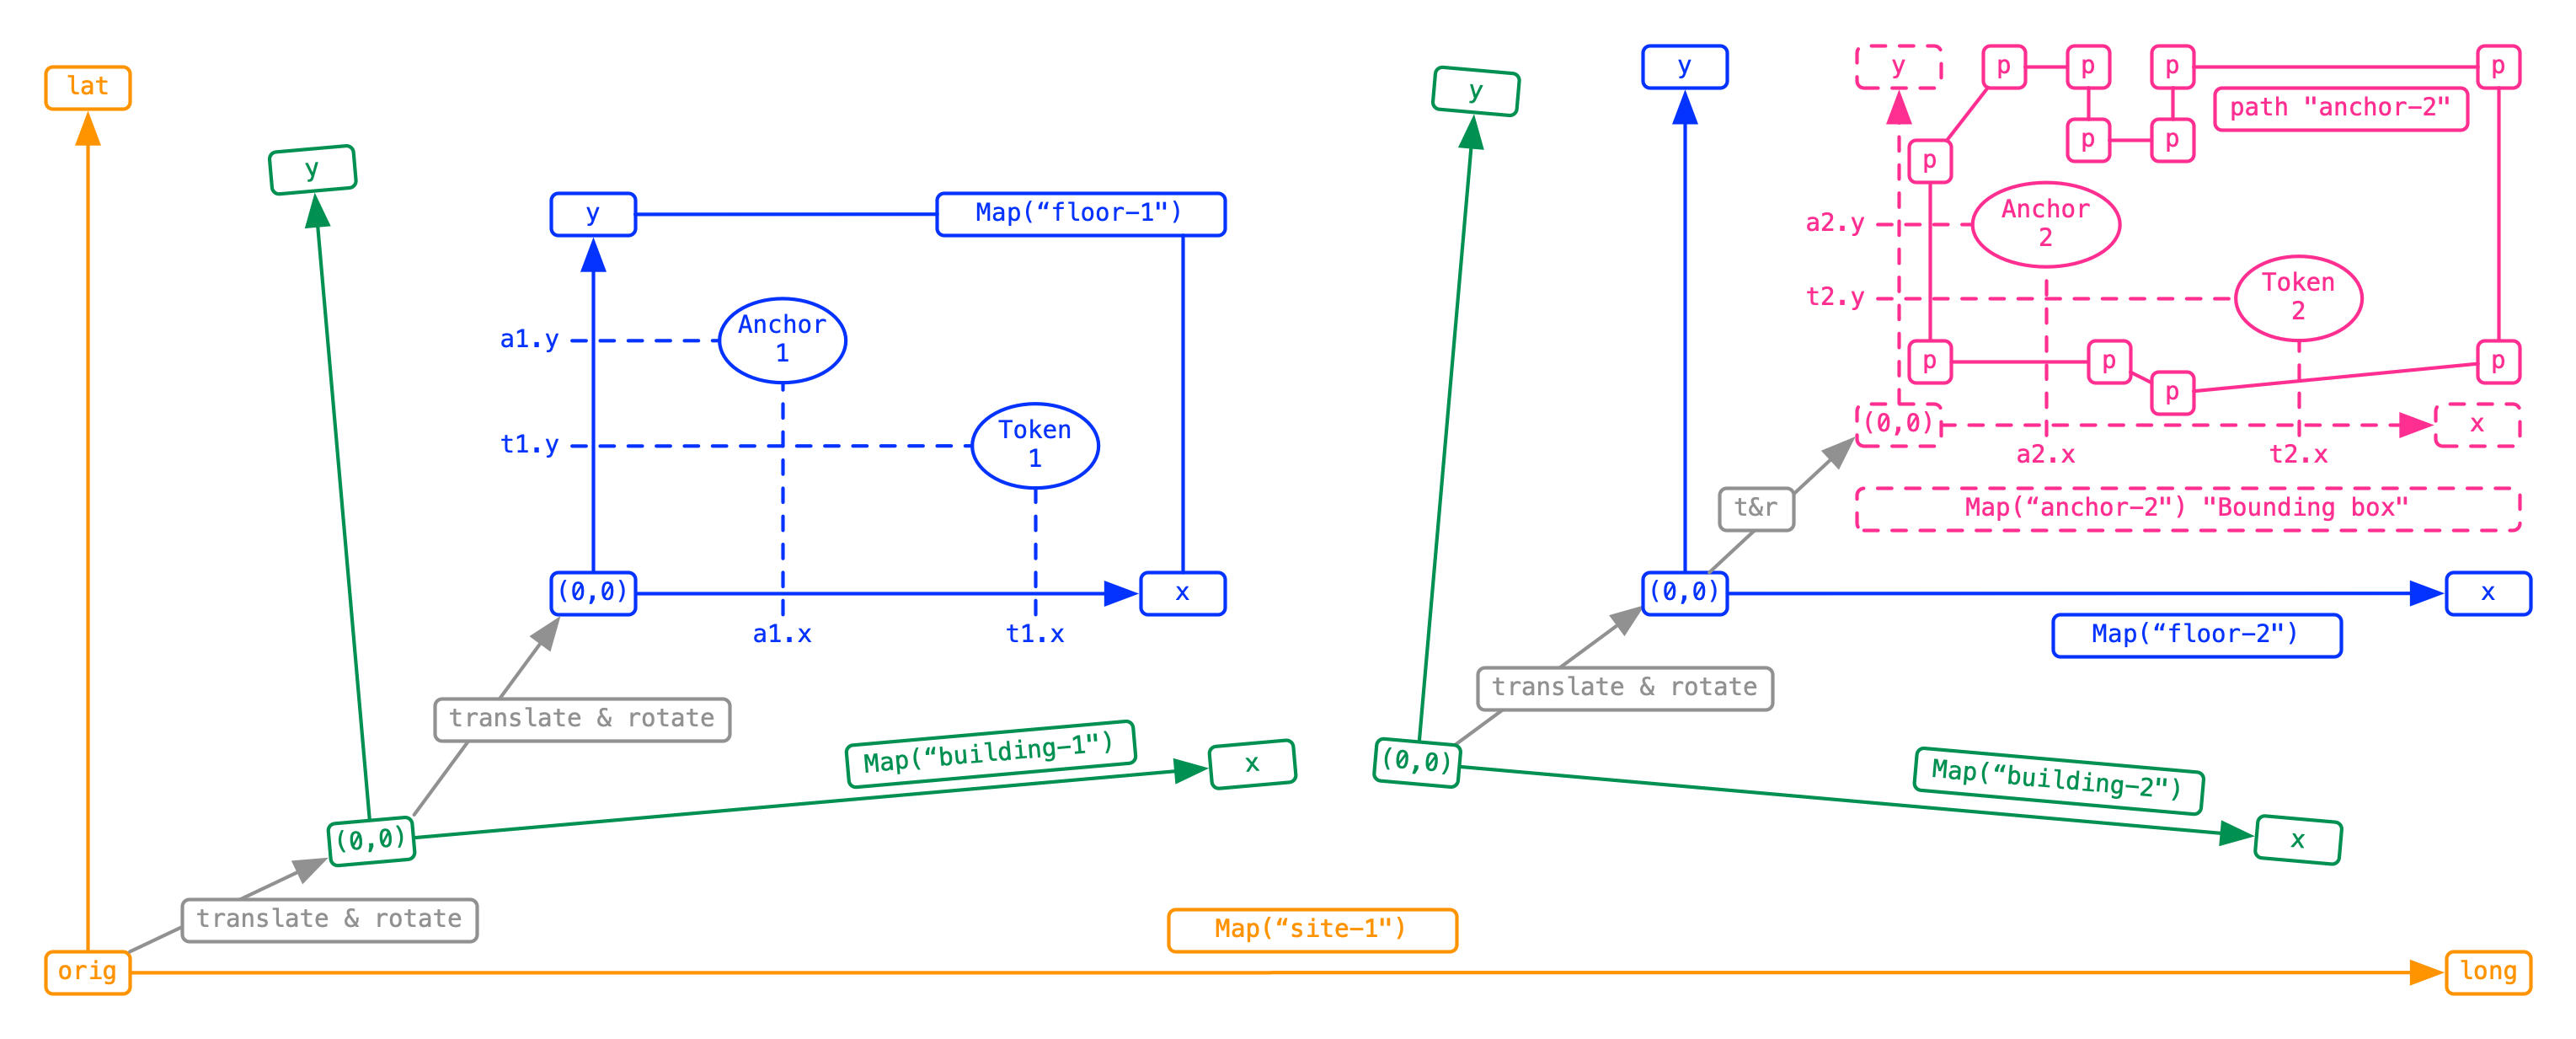 lat
y
y
Map(“floor-1")
a1.y
Anchor
1
t1.y
Token
1
(0,0)
x
a1.x
t1.x
translate & rotate
Map(“building-1")
x
(0,0)
translate & rotate
orig
Map(“site-1")
long
y
y
y
p
p
p
p
path "anchor-2"
p
p
p
a2.y
Anchor
2
t2.y
Token
2
p
p
p
p
(0,0)
x
a2.x
t2.x
t&r
Map(“anchor-2") "Bounding box"
(0,0)
x
Map(“floor-2")
translate & rotate
(0,0)
Map(“building-2")
x